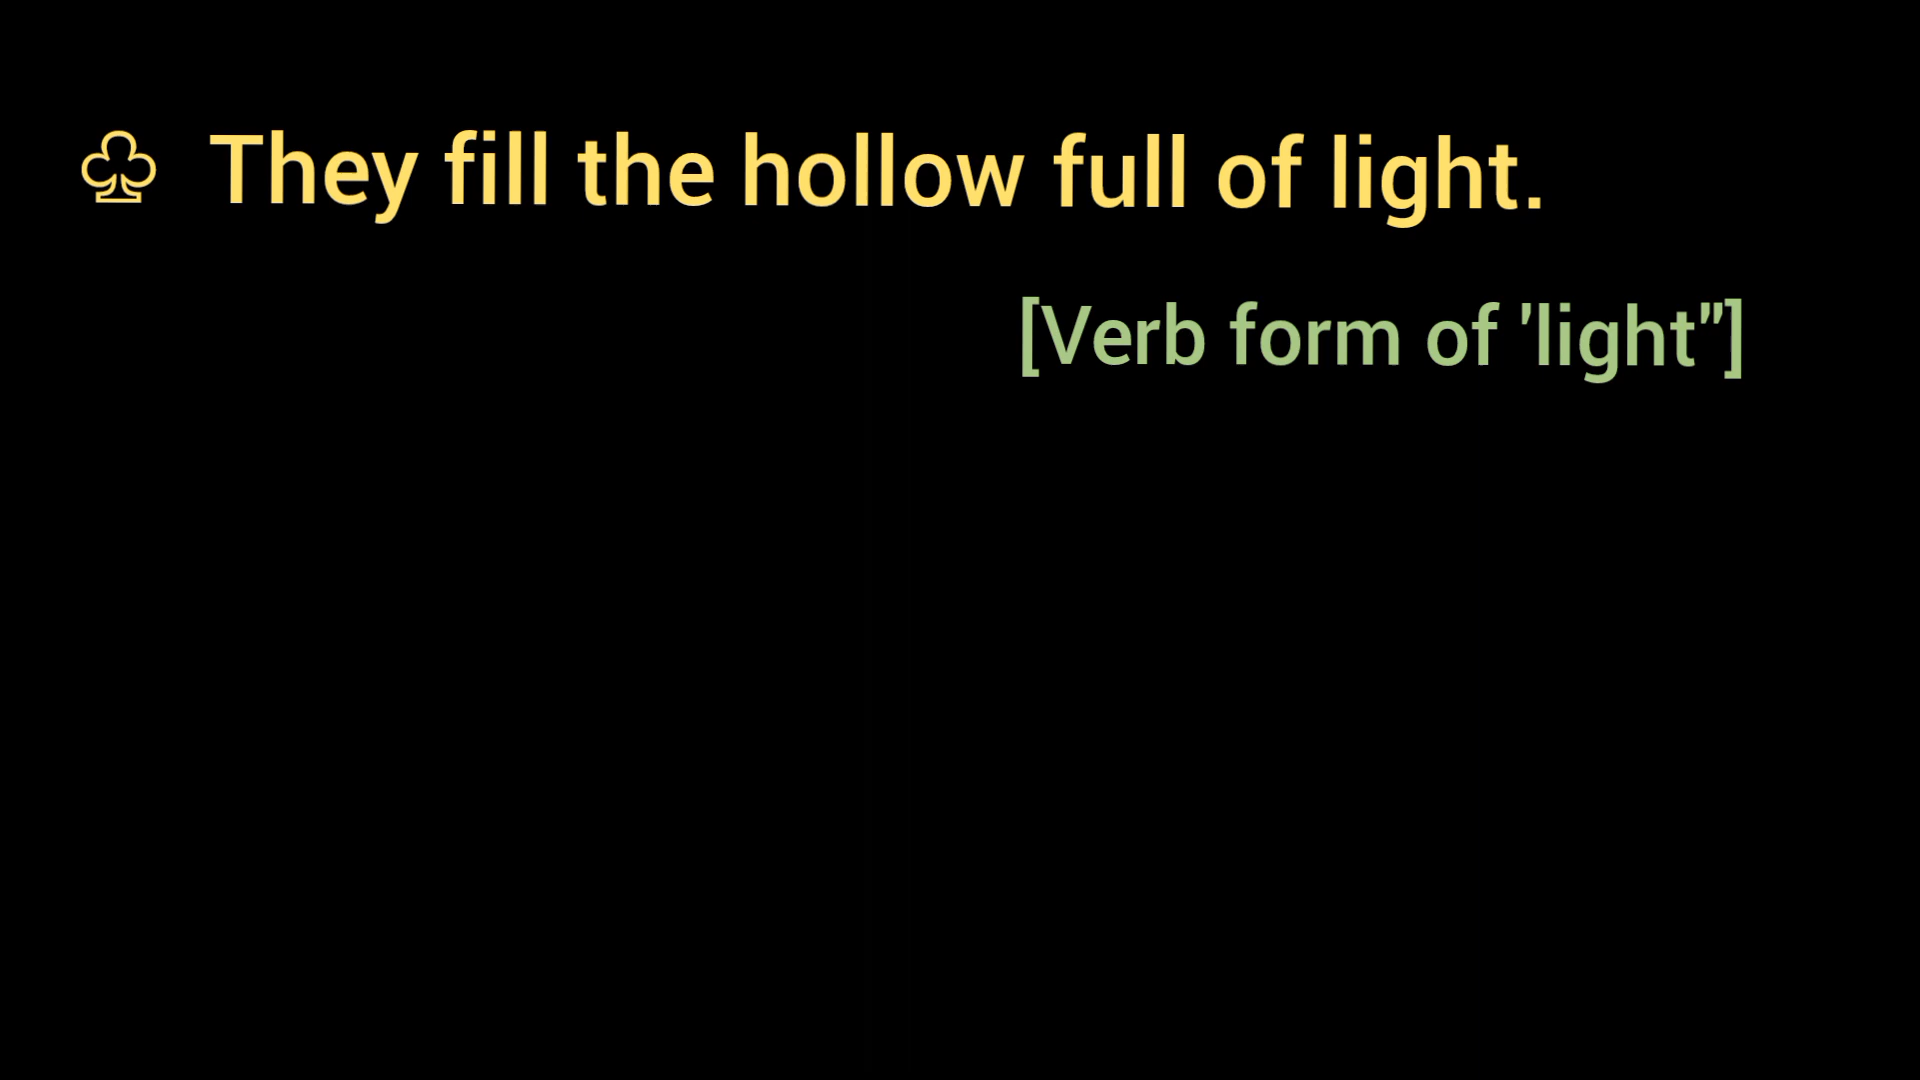 ♧ They fill the hollow full of light.
[Verb form of 'light"]